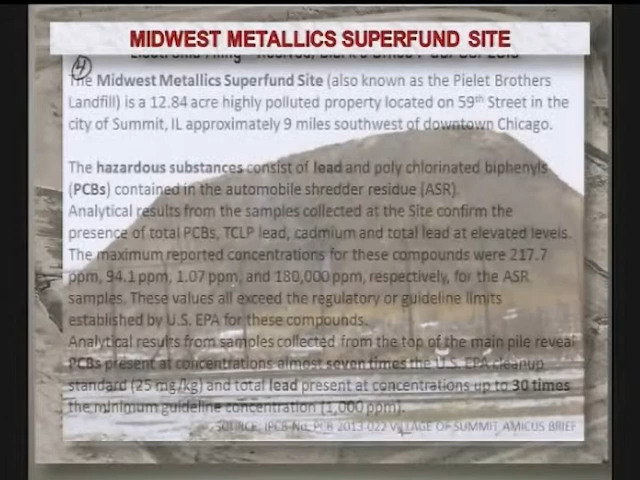 MIDWEST METALLICS SUPERFUND SITE
4
The Midwest Metallics Superfund Site (also known as the Pielet Brothers
Landfill) is a 12.84 acre highly polluted property located on 59th Street in the
city of Summit, IL approximately 9 miles southwest of downtown Chicago.
The hazardous substances consist of lead and poly chlorinated biphenyls
(PCBs) contained in the automobile shredder residue (ASR).
Analytical results from the samples collected at the Site confirm the
presence of total PCBs, TCLP lead, cadmium and total lead at elevated levels.
The maximum reported concentrations for these compounds were 217.7
ppm, 94.1 ppm, 1.07 ppm, and 180,000 ppm, respectively, for the ASR
samples. These values all exceed the regulatory or guideline limits
established by U.S. EPA for these compounds.
Analytical results from samples collected from the top of the main pile reveal
PCBs present at concentrations almost seven times the U.S. EPA cleanup
standard (25 mg/kg) and total lead present at concentrations up to 30 times
the minimum guideline concentration (1,000 ppm).
SOURCE, IPCB No. PCB 2013-022 VILLAGE OF SUMMIT AMICUS BRIEF